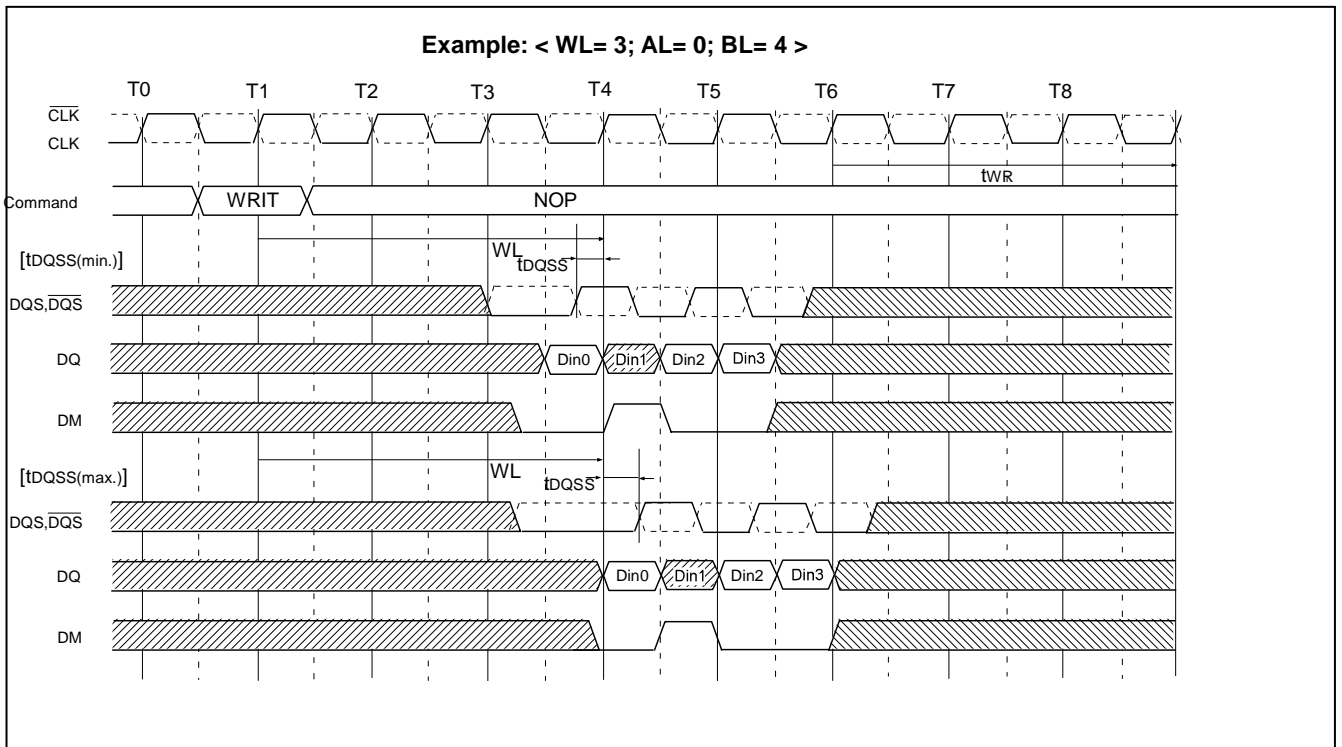 Example: < WL= 3; AL= 0; BL= 4 >
T0 T1 T2 T3 T4 T5 T6 T7 T8
CLK
CLK
tWR
Command WRIT NOP
WL
[tDQSS(min.)] tDQSS
DQS,DQS
DQ Din0 Din1 Din2 Din3
DM
WL
[tDQSS(max.)] tDQSS
DQS,DQS
DQ Din0 Din1 Din2 Din3
DM